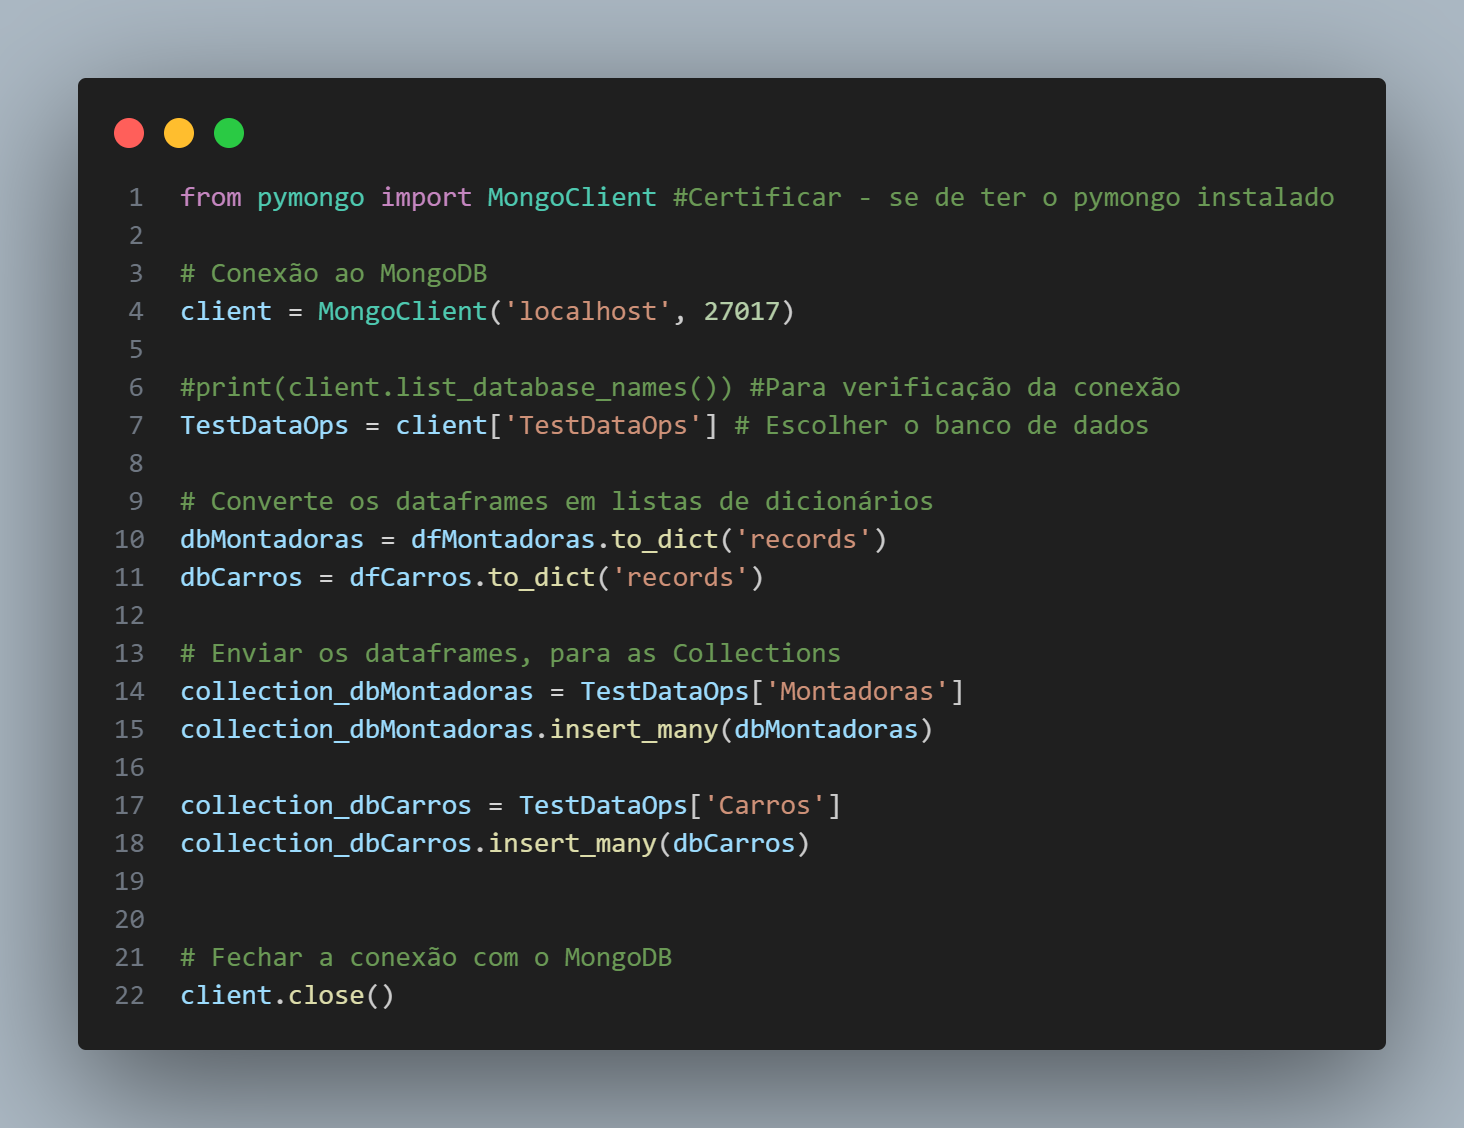 1 from pymongo import MongoClient #Certificar - se de ter o pymongo instalado
2
3 # Conexão ao MongoDB
4 client = MongoClient('localhost', 27017)
5
6 #print(client.list_database_names()) #Para verificação da conexão
7 TestDataOps = client['TestDataOps'] # Escolher o banco de dados
8
9 # Converte os dataframes em listas de dicionários
10 dbMontadoras = dfMontadoras.to_dict('records')
11 dbCarros = dfCarros.to_dict('records')
12
13 # Enviar os dataframes, para as Collections
14 collection_dbMontadoras = TestDataOps['Montadoras']
15 collection_dbMontadoras.insert_many(dbMontadoras)
16
17 collection_dbCarros = TestDataOps['Carros']
18 collection_dbCarros.insert_many(dbCarros)
19
20
21 # Fechar a conexão com o MongoDB
22 client.close()